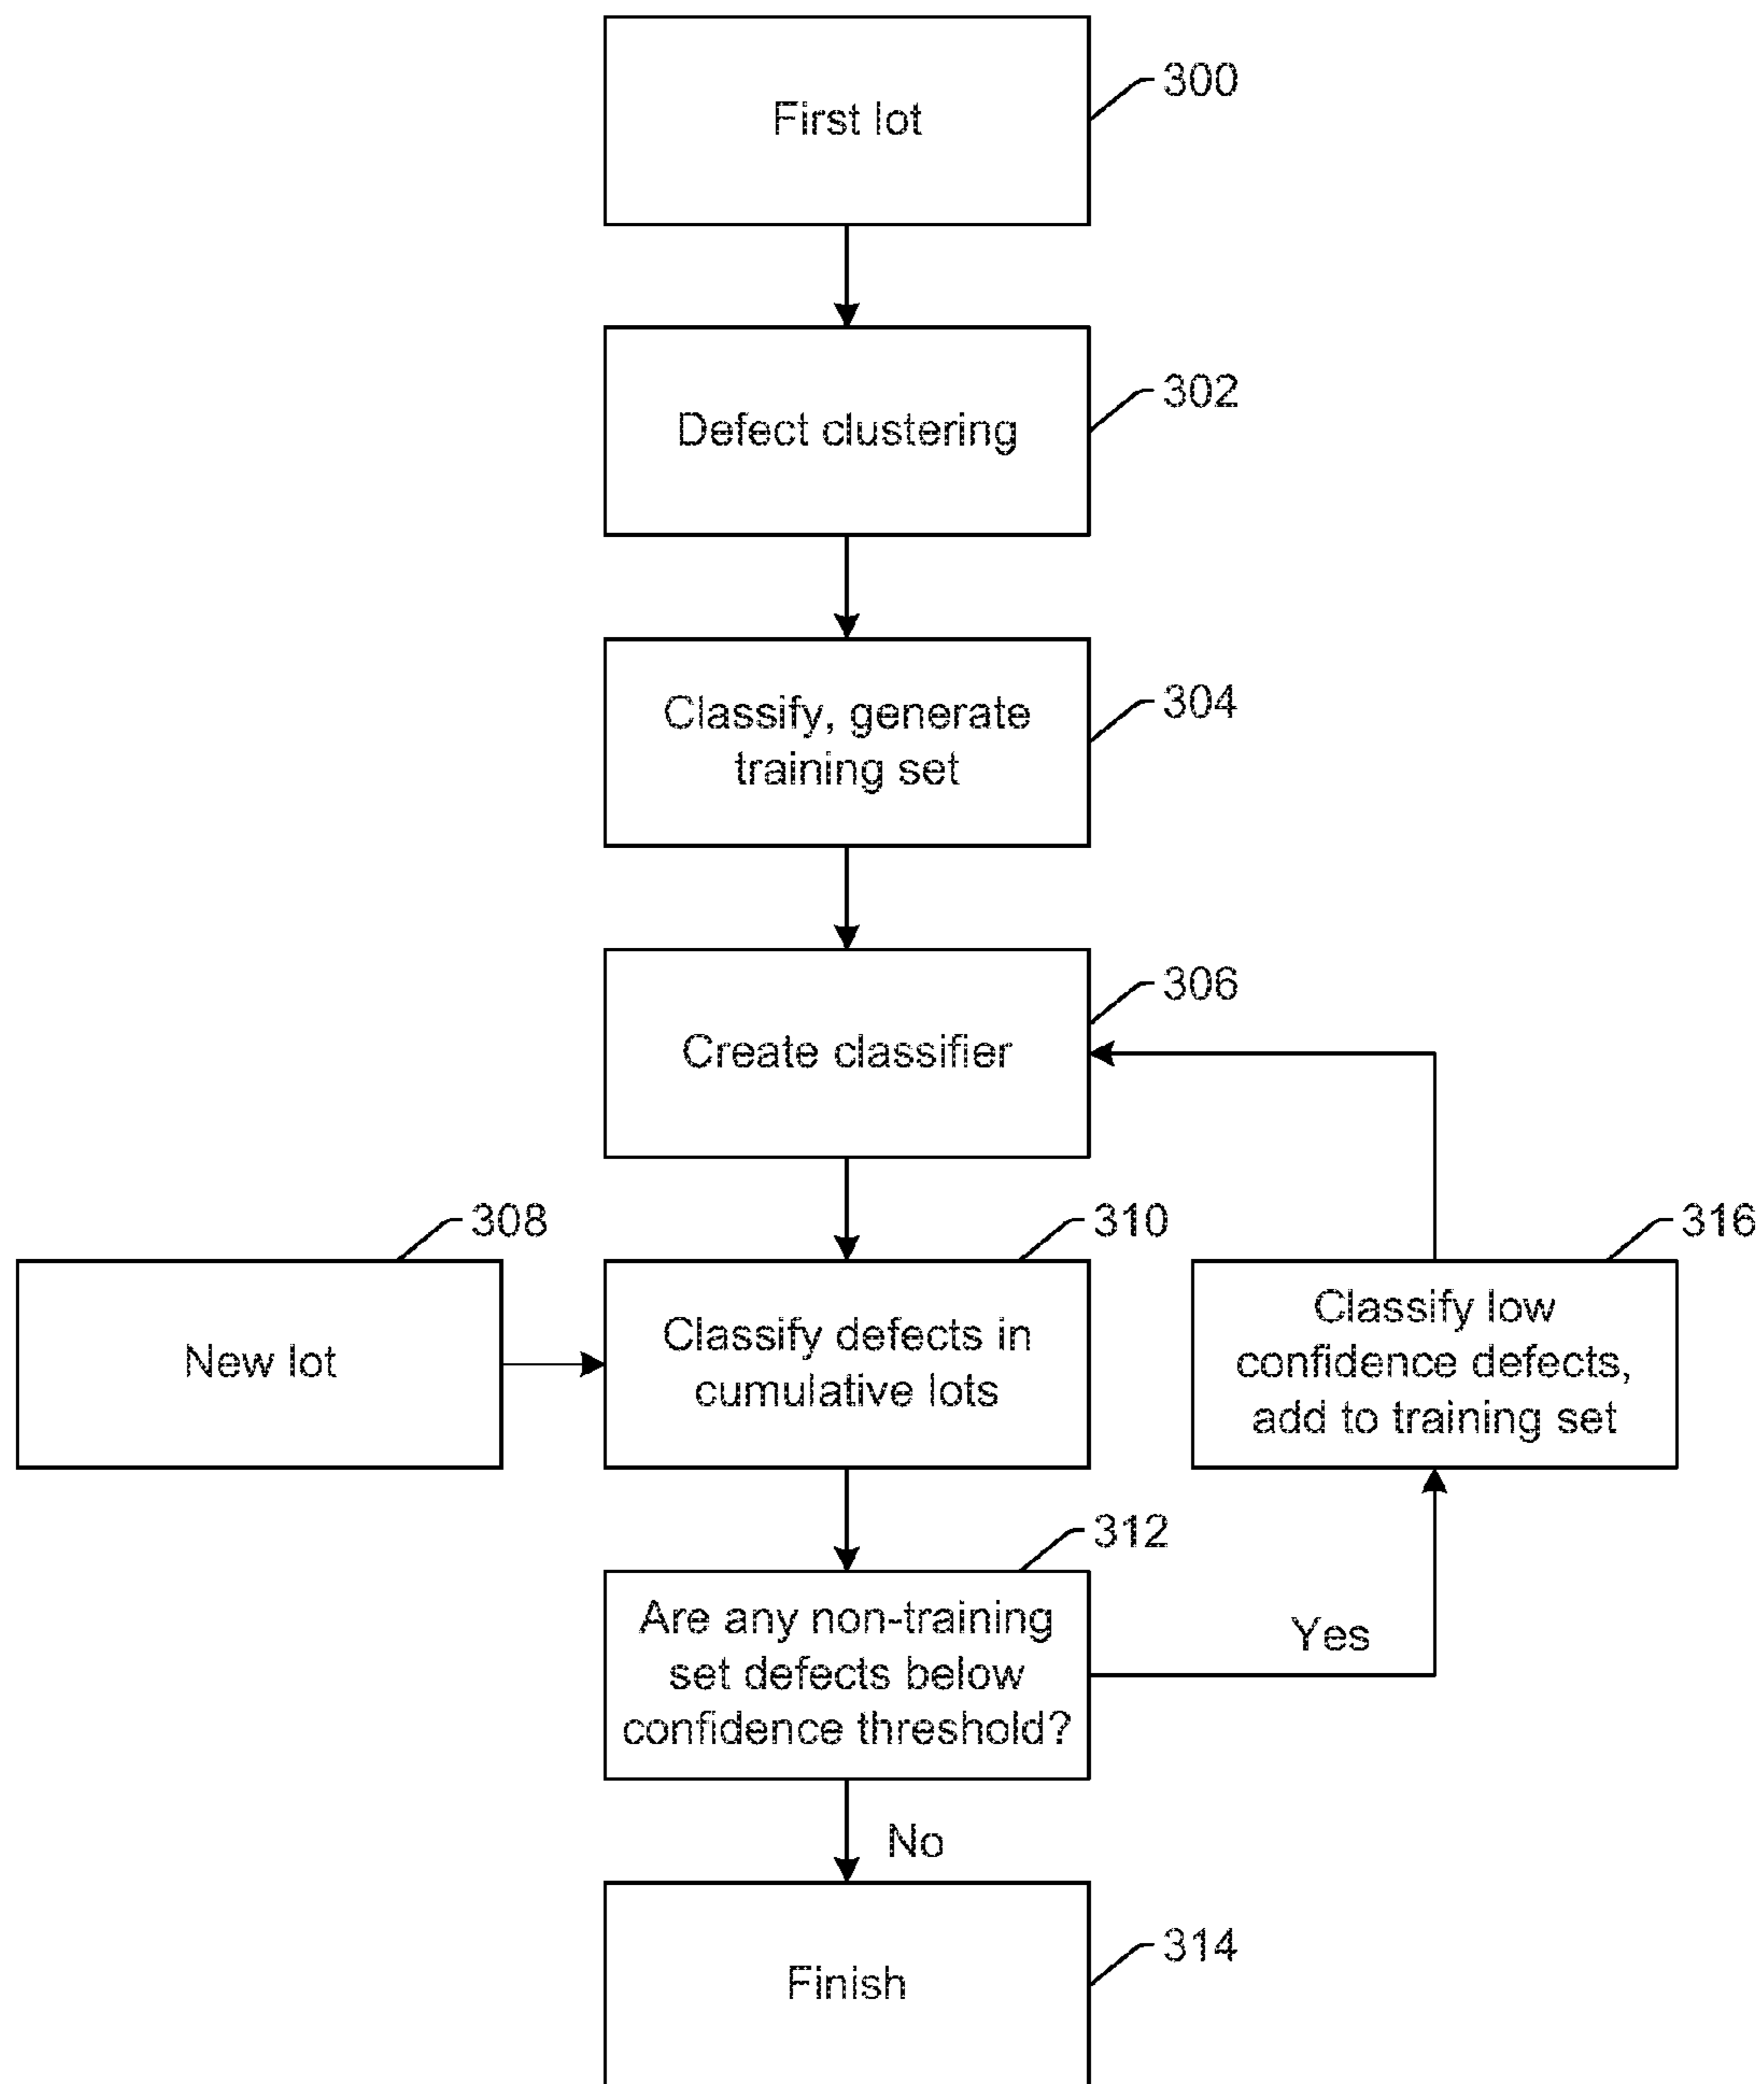 First lot
300
Defect clustering
302
Classify, generate
training set
304
Create classifier
306
New lot
308
Classify defects in
cumulative lots
310
Classify low
confidence defects,
add to training set
316
Are any non-training
set defects below
confidence threshold?
312
Yes
No
Finish
314